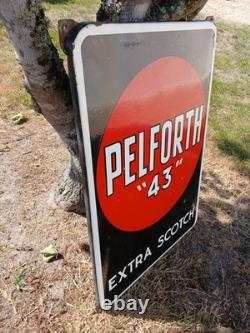 PELFORTH
"43"
EXTRA SCOTCH